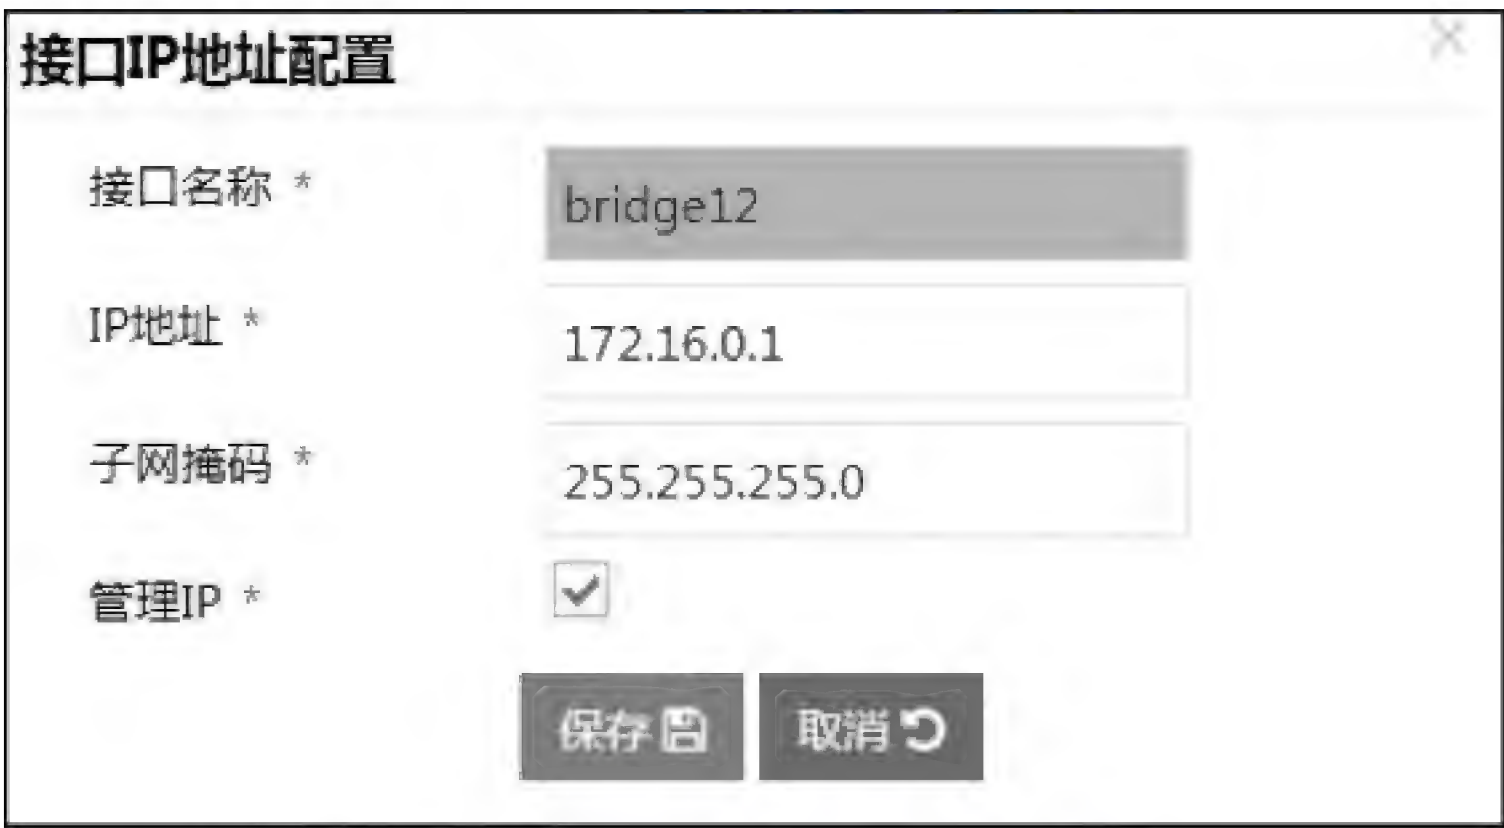 接口IP地址配置
接口名称 * bridge12
IP地址 * 172.16.0.1
子网掩码 * 255.255.255.0
管理IP *
保存 取消